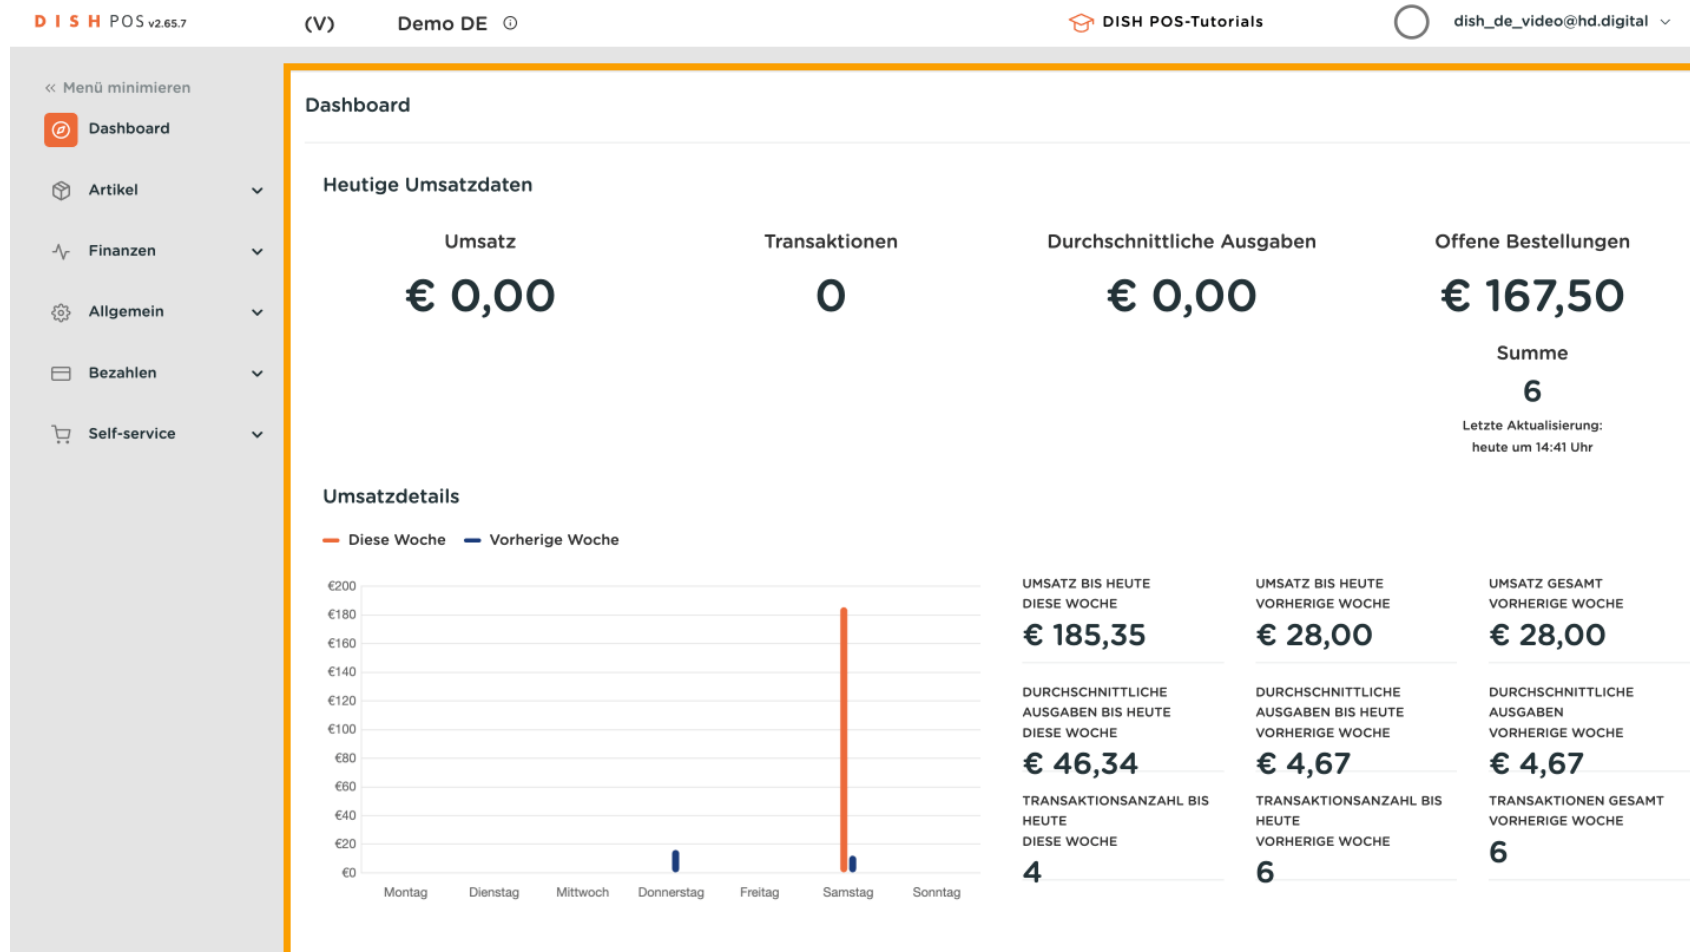 DISH POS v2.65.7
(V) Demo DE
DISH POS-Tutorials
dish_de_video@hd.digital
Menü minimieren
Dashboard
Artikel
Finanzen
Allgemein
Bezahlen
Self-service
Dashboard
Heutige Umsatzdaten
Umsatz
€ 0,00
Transaktionen
0
Durchschnittliche Ausgaben
€ 0,00
Offene Bestellungen
€ 167,50
Summe
6
Letzte Aktualisierung:
heute um 14:41 Uhr
Umsatzdetails
Diese Woche Vorherige Woche
€200
€180
€160
€140
€120
€100
€80
€60
€40
€20
€0
Montag Dienstag Mittwoch Donnerstag Freitag Samstag Sonntag
UMSATZ BIS HEUTE
DIESE WOCHE
€ 185,35
UMSATZ BIS HEUTE
VORHERIGE WOCHE
€ 28,00
UMSATZ GESAMT
VORHERIGE WOCHE
€ 28,00
DURCHSCHNITTLICHE
AUSGABEN BIS HEUTE
DIESE WOCHE
€ 46,34
DURCHSCHNITTLICHE
AUSGABEN BIS HEUTE
VORHERIGE WOCHE
€ 4,67
DURCHSCHNITTLICHE
AUSGABEN
VORHERIGE WOCHE
€ 4,67
TRANSAKTIONSANZAHL BIS
HEUTE
DIESE WOCHE
4
TRANSAKTIONSANZAHL BIS
HEUTE
VORHERIGE WOCHE
6
TRANSAKTIONEN GESAMT
VORHERIGE WOCHE
6